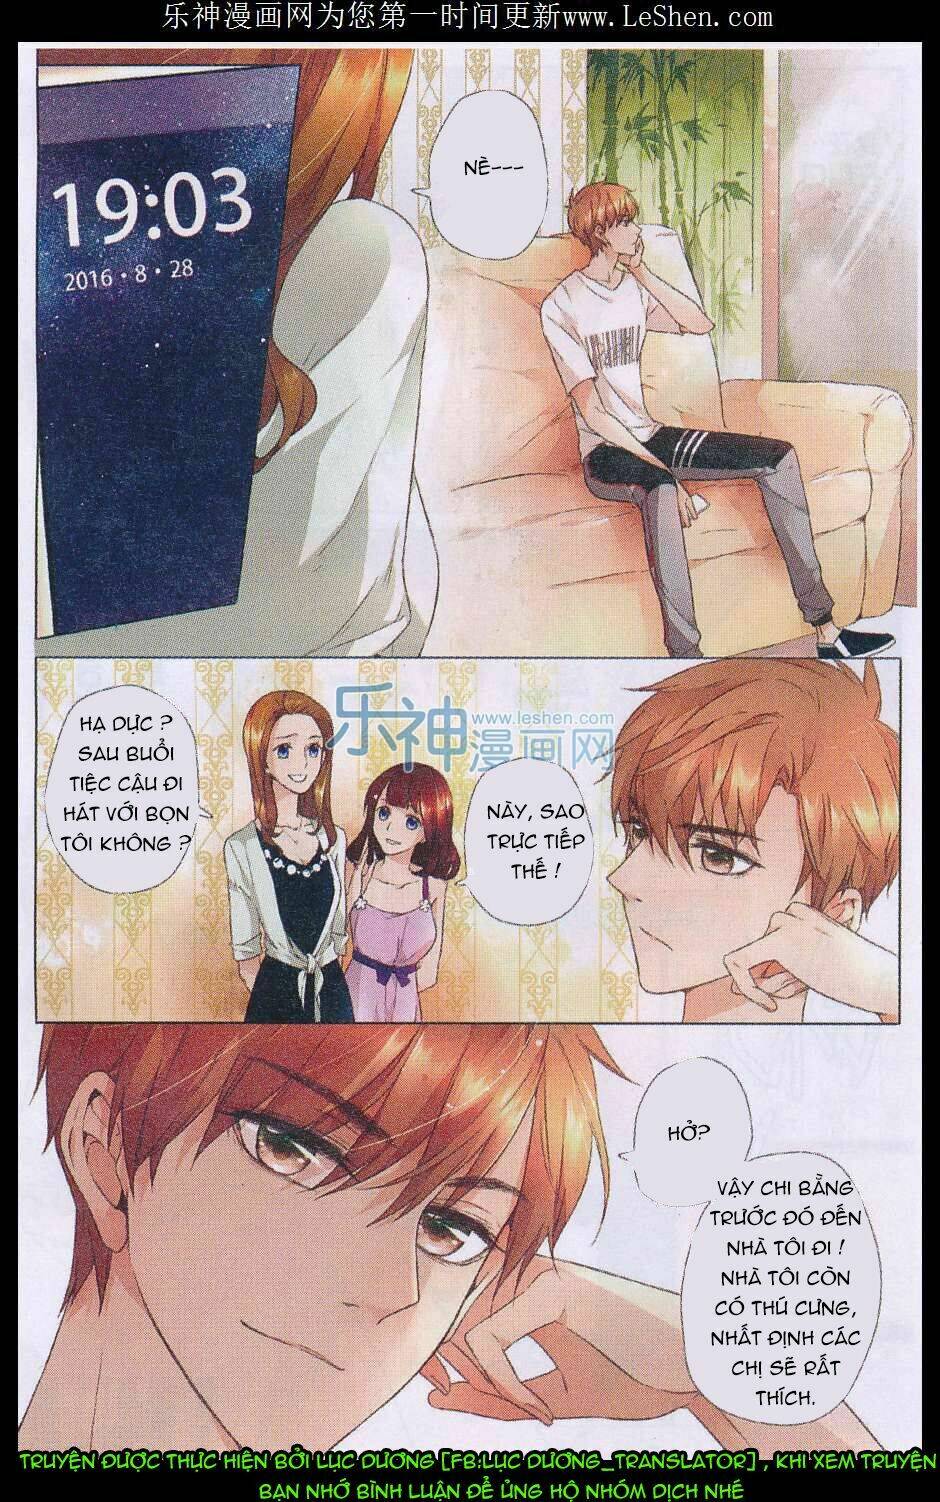 乐神漫画网为您第一时间更新www.LeShen.com
19:03
2016·8·28
NÈ---
HẠ DỰC ?
SAU BUỔI
TIỆC CẬU ĐI
HÁT VỚI BỌN
TÔI KHÔNG ?
乐神漫画网
www.leshen.com
NÀY, SAO
TRỰC TIẾP
THẾ !
HỞ?
VẬY CHI BẰNG
TRƯỚC ĐÓ ĐẾN
NHÀ TÔI ĐI !
NHÀ TÔI CÒN
CÓ THÚ CƯNG,
NHẤT ĐỊNH CÁC
CHỊ SẼ RẤT
THÍCH.
TRUYỆN ĐƯỢC THỰC HIỆN BỞI LỤC DƯƠNG [FB:LỤC DƯƠNG_TRANSLATOR] , KHI XEM TRUYỆN
BẠN NHỚ BÌNH LUẬN ĐỂ ỦNG HỘ NHÓM DỊCH NHÉ